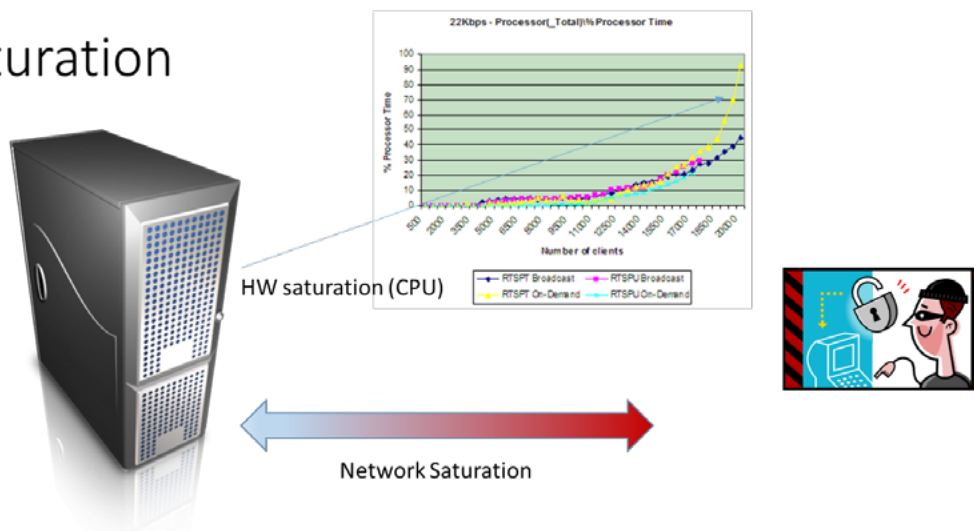 turation
22Kbps - Processor(_Total)\% Processor Time
100
90
80
70
60
50
40
30
20
10
0
% Processor Time
500
2000
3500
5000
6500
8000
9500
11000
12500
14000
15500
17000
18500
20000
Number of clients
RTSPT Broadcast
RTSPU Broadcast
RTSPT On-Demand
RTSPU On-Demand
HW saturation (CPU)
Network Saturation